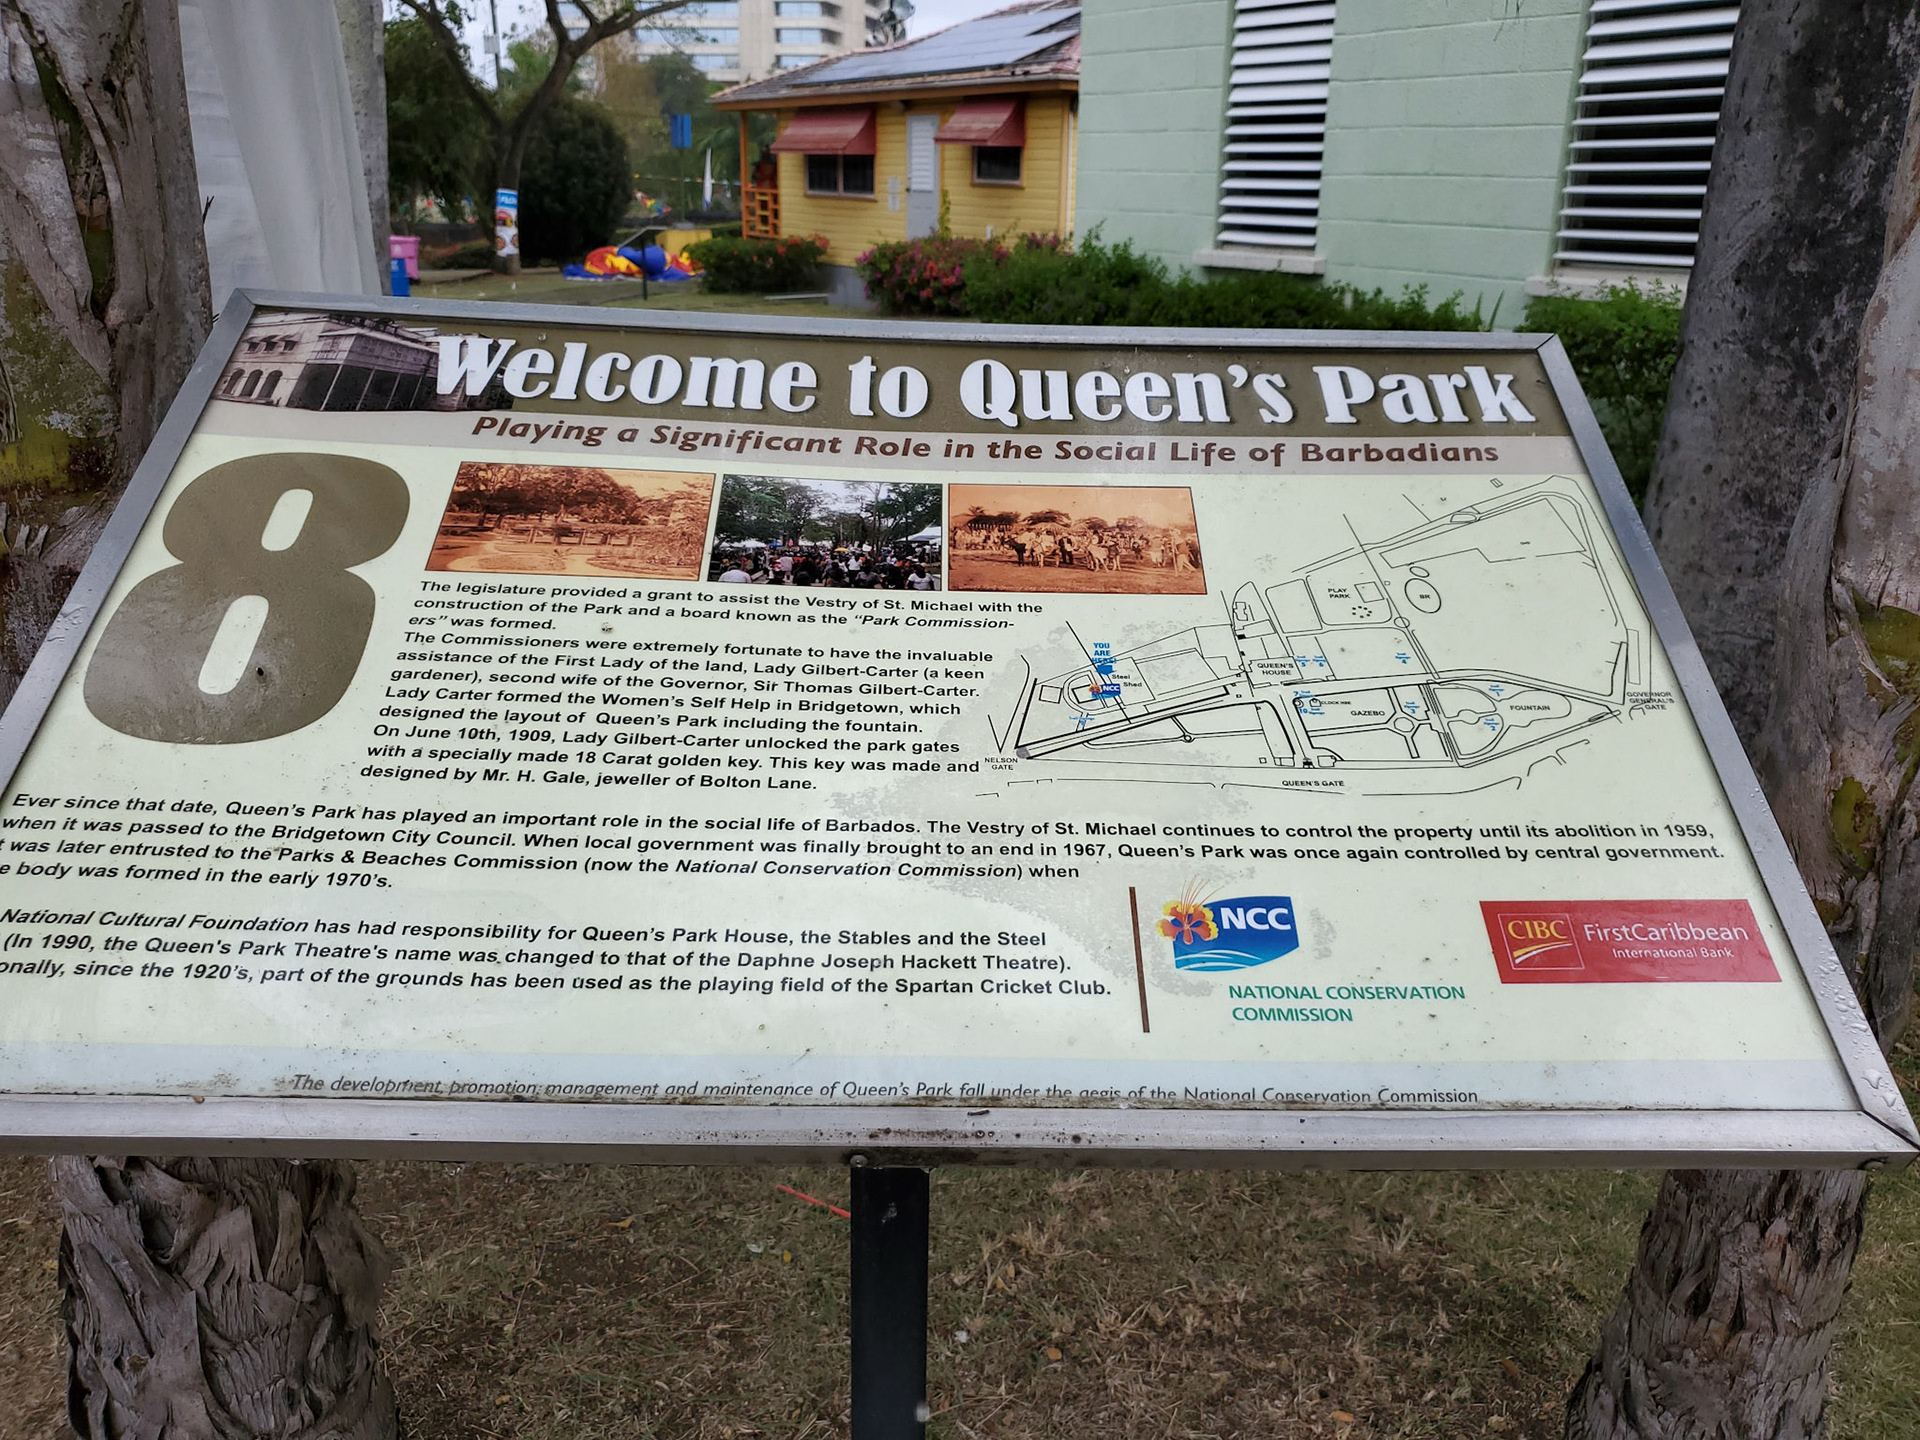 Welcome to Queen's Park
Playing a Significant Role in the Social Life of Barbadians
8
The legislature provided a grant to assist the Vestry of St. Michael with the
construction of the Park and a board known as the "Park Commission-
ers" was formed.
The Commissioners were extremely fortunate to have the invaluable
assistance of the First Lady of the land, Lady Gilbert-Carter (a keen
gardener), second wife of the Governor, Sir Thomas Gilbert-Carter.
Lady Carter formed the Women's Self Help in Bridgetown, which
designed the layout of Queen's Park including the fountain.
On June 10th, 1909, Lady Gilbert-Carter unlocked the park gates
with a specially made 18 Carat golden key. This key was made and
designed by Mr. H. Gale, jeweller of Bolton Lane.
Ever since that date, Queen's Park has played an important role in the social life of Barbados. The Vestry of St. Michael continues to control the property until its abolition in 1959,
when it was passed to the Bridgetown City Council. When local government was finally brought to an end in 1967, Queen's Park was once again controlled by central government.
t was later entrusted to the Parks & Beaches Commission (now the National Conservation Commission) when
e body was formed in the early 1970's.
National Cultural Foundation has had responsibility for Queen's Park House, the Stables and the Steel
(In 1990, the Queen's Park Theatre's name was changed to that of the Daphne Joseph Hackett Theatre).
onally, since the 1920's, part of the grounds has been used as the playing field of the Spartan Cricket Club.
PLAY
PARK
BR
YOU
ARE
HERE!
Steel
Shed
NCC
QUEEN'S
HOUSE
GAZEBO
FOUNTAIN
GOVERNOR
GENERAL'S
GATE
NELSON
GATE
QUEEN'S GATE
NCC
NATIONAL CONSERVATION
COMMISSION
CIBC
FirstCaribbean
International Bank
The development, promotion, management and maintenance of Queen's Park fall under the aegis of the National Conservation Commission